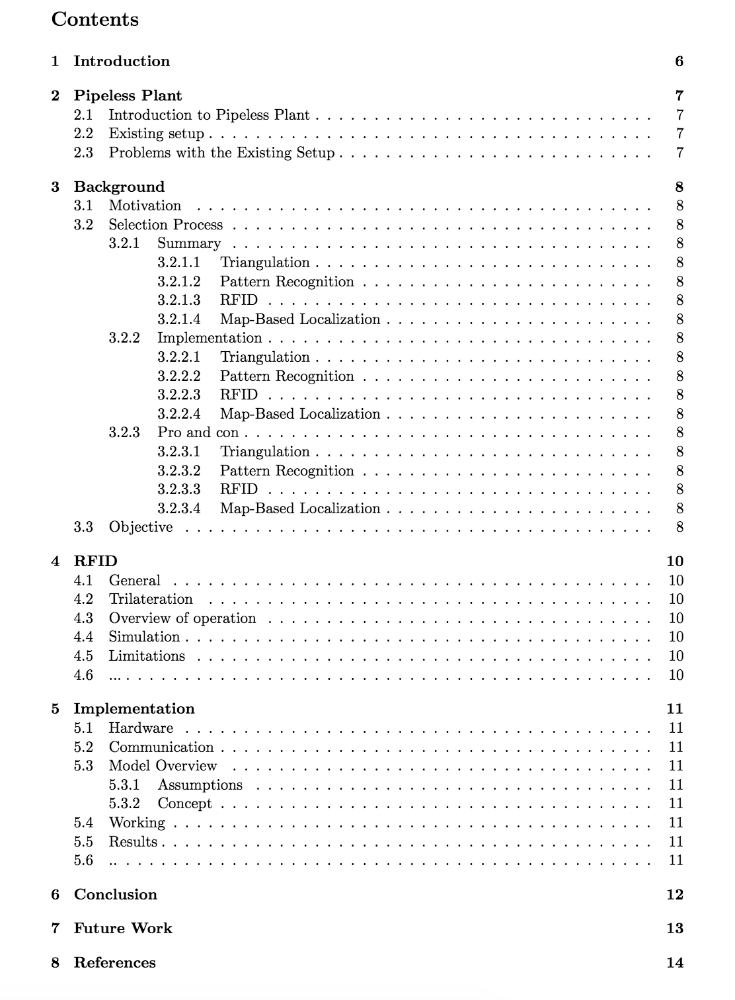 Contents
1 Introduction 6
2 Pipeless Plant 7
2.1 Introduction to Pipeless Plant . . . . . . . . . . . . . . . . . . . . . . . . . . . . . 7
2.2 Existing setup . . . . . . . . . . . . . . . . . . . . . . . . . . . . . . . . . . . . . . 7
2.3 Problems with the Existing Setup . . . . . . . . . . . . . . . . . . . . . . . . . . . 7
3 Background 8
3.1 Motivation . . . . . . . . . . . . . . . . . . . . . . . . . . . . . . . . . . . . . . . 8
3.2 Selection Process . . . . . . . . . . . . . . . . . . . . . . . . . . . . . . . . . . . . 8
3.2.1 Summary . . . . . . . . . . . . . . . . . . . . . . . . . . . . . . . . . . . . 8
3.2.1.1 Triangulation . . . . . . . . . . . . . . . . . . . . . . . . . . . . . 8
3.2.1.2 Pattern Recognition . . . . . . . . . . . . . . . . . . . . . . . . . 8
3.2.1.3 RFID . . . . . . . . . . . . . . . . . . . . . . . . . . . . . . . . . 8
3.2.1.4 Map-Based Localization . . . . . . . . . . . . . . . . . . . . . . . 8
3.2.2 Implementation . . . . . . . . . . . . . . . . . . . . . . . . . . . . . . . . . 8
3.2.2.1 Triangulation . . . . . . . . . . . . . . . . . . . . . . . . . . . . . 8
3.2.2.2 Pattern Recognition . . . . . . . . . . . . . . . . . . . . . . . . . 8
3.2.2.3 RFID . . . . . . . . . . . . . . . . . . . . . . . . . . . . . . . . . 8
3.2.2.4 Map-Based Localization . . . . . . . . . . . . . . . . . . . . . . . 8
3.2.3 Pro and con . . . . . . . . . . . . . . . . . . . . . . . . . . . . . . . . . . . 8
3.2.3.1 Triangulation . . . . . . . . . . . . . . . . . . . . . . . . . . . . . 8
3.2.3.2 Pattern Recognition . . . . . . . . . . . . . . . . . . . . . . . . . 8
3.2.3.3 RFID . . . . . . . . . . . . . . . . . . . . . . . . . . . . . . . . . 8
3.2.3.4 Map-Based Localization . . . . . . . . . . . . . . . . . . . . . . . 8
3.3 Objective . . . . . . . . . . . . . . . . . . . . . . . . . . . . . . . . . . . . . . . . 8
4 RFID 10
4.1 General . . . . . . . . . . . . . . . . . . . . . . . . . . . . . . . . . . . . . . . . . 10
4.2 Trilateration . . . . . . . . . . . . . . . . . . . . . . . . . . . . . . . . . . . . . . 10
4.3 Overview of operation . . . . . . . . . . . . . . . . . . . . . . . . . . . . . . . . . 10
4.4 Simulation . . . . . . . . . . . . . . . . . . . . . . . . . . . . . . . . . . . . . . . . 10
4.5 Limitations . . . . . . . . . . . . . . . . . . . . . . . . . . . . . . . . . . . . . . . 10
4.6 ... . . . . . . . . . . . . . . . . . . . . . . . . . . . . . . . . . . . . . . . . . . . . . 10
5 Implementation 11
5.1 Hardware . . . . . . . . . . . . . . . . . . . . . . . . . . . . . . . . . . . . . . . . 11
5.2 Communication . . . . . . . . . . . . . . . . . . . . . . . . . . . . . . . . . . . . . 11
5.3 Model Overview . . . . . . . . . . . . . . . . . . . . . . . . . . . . . . . . . . . . 11
5.3.1 Assumptions . . . . . . . . . . . . . . . . . . . . . . . . . . . . . . . . . . 11
5.3.2 Concept . . . . . . . . . . . . . . . . . . . . . . . . . . . . . . . . . . . . . 11
5.4 Working . . . . . . . . . . . . . . . . . . . . . . . . . . . . . . . . . . . . . . . . . 11
5.5 Results . . . . . . . . . . . . . . . . . . . . . . . . . . . . . . . . . . . . . . . . . . 11
5.6 .. . . . . . . . . . . . . . . . . . . . . . . . . . . . . . . . . . . . . . . . . . . . . . 11
6 Conclusion 12
7 Future Work 13
8 References 14